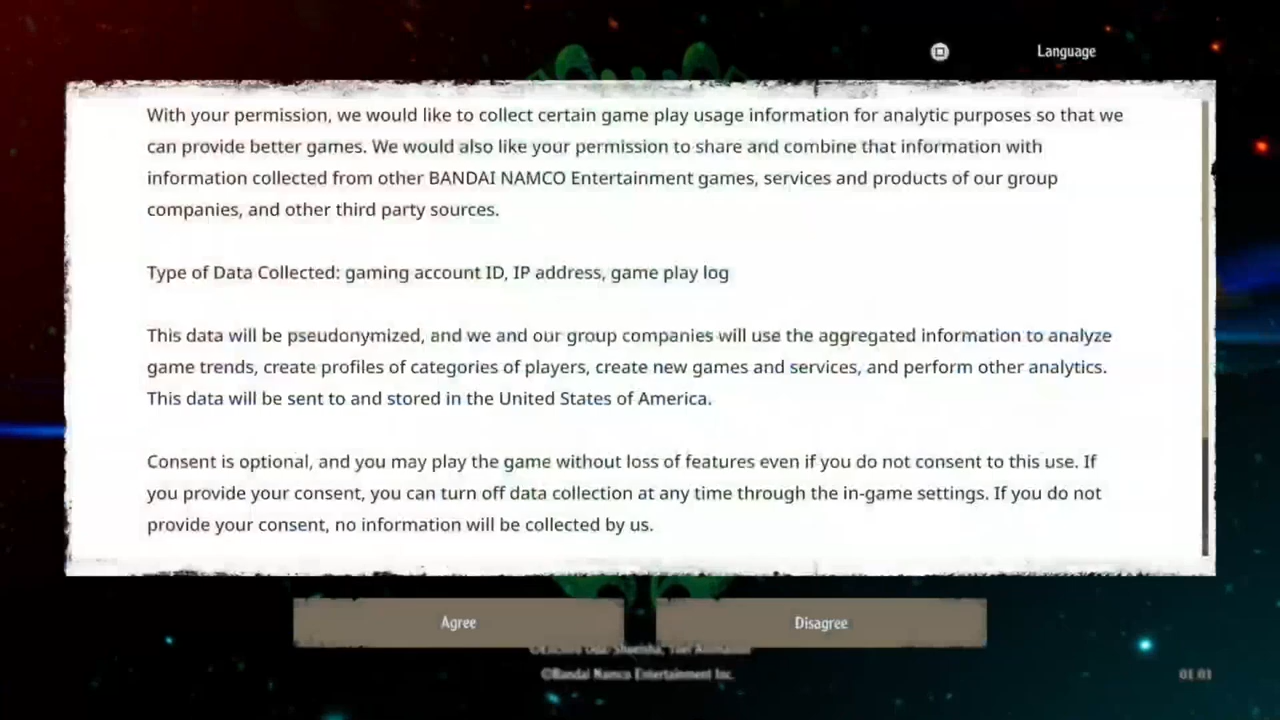 Language
With your permission, we would like to collect certain game play usage information for analytic purposes so that we
can provide better games. We would also like your permission to share and combine that information with
information collected from other BANDAI NAMCO Entertainment games, services and products of our group
companies, and other third party sources.
Type of Data Collected: gaming account ID, IP address, game play log
This data will be pseudonymized, and we and our group companies will use the aggregated information to analyze
game trends, create profiles of categories of players, create new games and services, and perform other analytics.
This data will be sent to and stored in the United States of America.
Consent is optional, and you may play the game without loss of features even if you do not consent to this use. If
you provide your consent, you can turn off data collection at any time through the in-game settings. If you do not
provide your consent, no information will be collected by us.
Agree Disagree
©Bandai Namco Entertainment Inc.
01 01